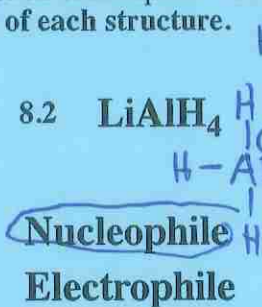 of each structure.
8.2 LiAlH₄ H
H – A
Nucleophile H
Electrophile